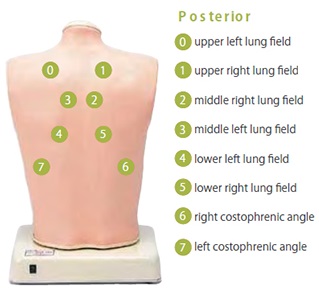 Posterior
0 upper left lung field
1 upper right lung field
2 middle right lung field
3 middle left lung field
4 lower left lung field
5 lower right lung field
6 right costophrenic angle
7 left costophrenic angle
0 1
3 2
4 5
7 6